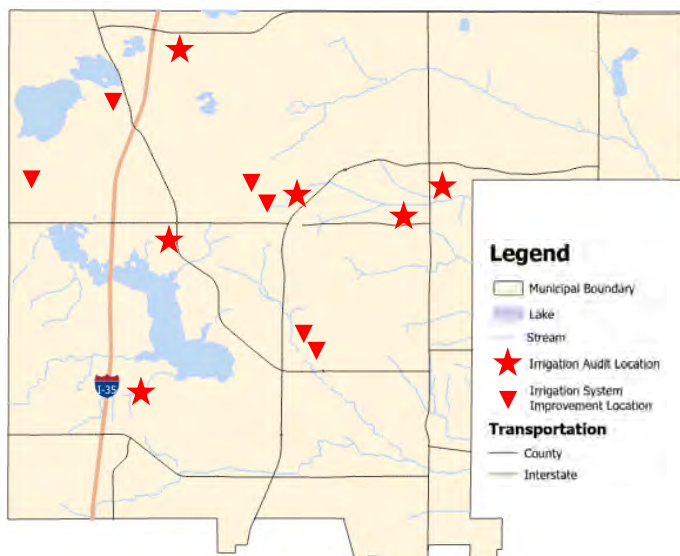 I-35
Legend
Municipal Boundary
Lake
Stream
Irrigation Audit Location
Irrigation System
Improvement Location
Transportation
County
Interstate